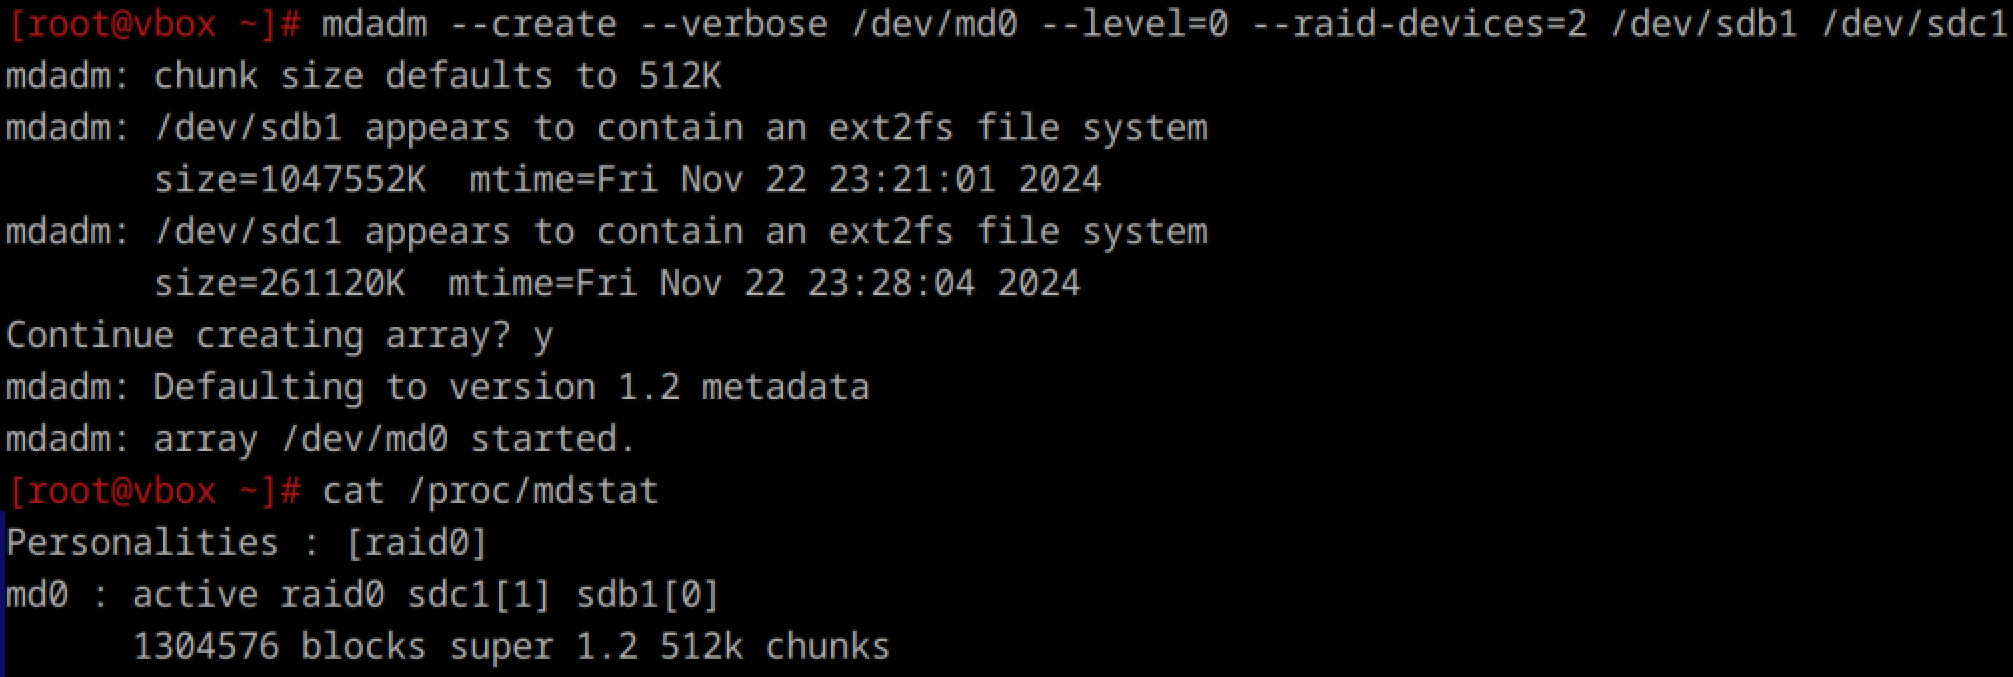 [root@vbox ~]# mdadm --create --verbose /dev/md0 --level=0 --raid-devices=2 /dev/sdb1 /dev/sdc1
mdadm: chunk size defaults to 512K
mdadm: /dev/sdb1 appears to contain an ext2fs file system
       size=1047552K  mtime=Fri Nov 22 23:21:01 2024
mdadm: /dev/sdc1 appears to contain an ext2fs file system
       size=261120K  mtime=Fri Nov 22 23:28:04 2024
Continue creating array? y
mdadm: Defaulting to version 1.2 metadata
mdadm: array /dev/md0 started.
[root@vbox ~]# cat /proc/mdstat
Personalities : [raid0]
md0 : active raid0 sdc1[1] sdb1[0]
      1304576 blocks super 1.2 512k chunks